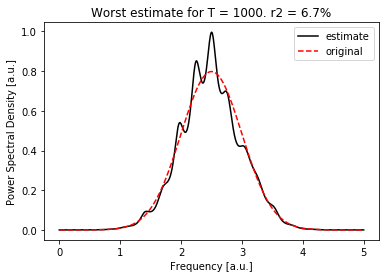 Worst estimate for T = 1000. r2 = 6.7%
estimate
original
Power Spectral Density [a.u.]
1.0
0.8
0.6
0.4
0.2
0.0
0 1 2 3 4 5
Frequency [a.u.]